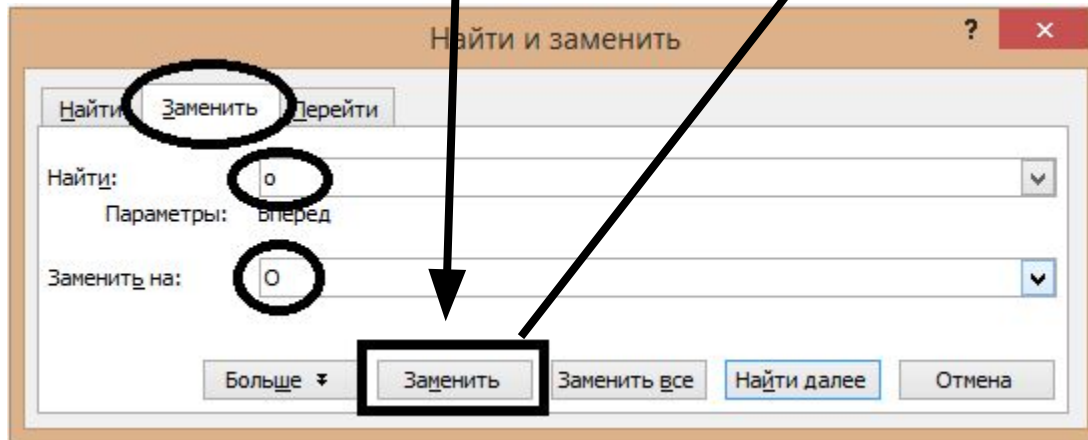 Найти и заменить ? ×
Найти Заменить Перейти
Найти: о
Параметры: Вперед
Заменить на: О
Больше Заменить Заменить все Найти далее Отмена